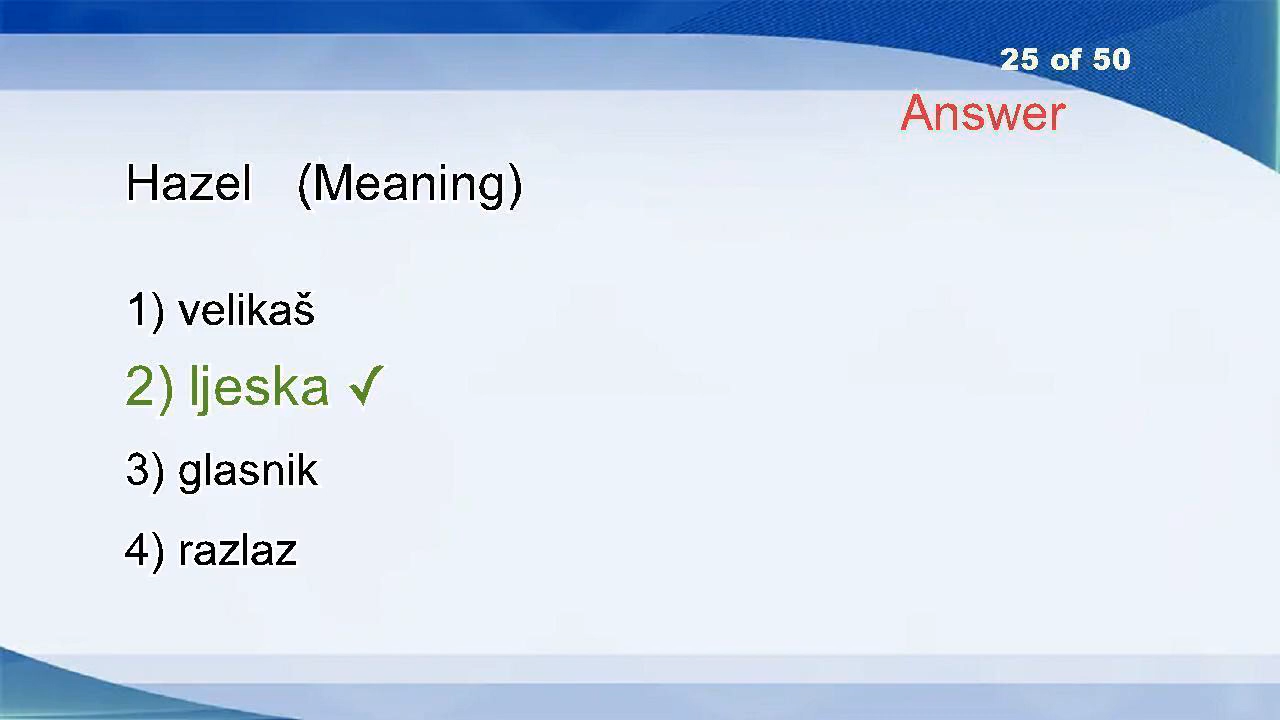 25 of 50
Answer
Hazel (Meaning)
1) velikaš
2) ljeska ✓
3) glasnik
4) razlaz